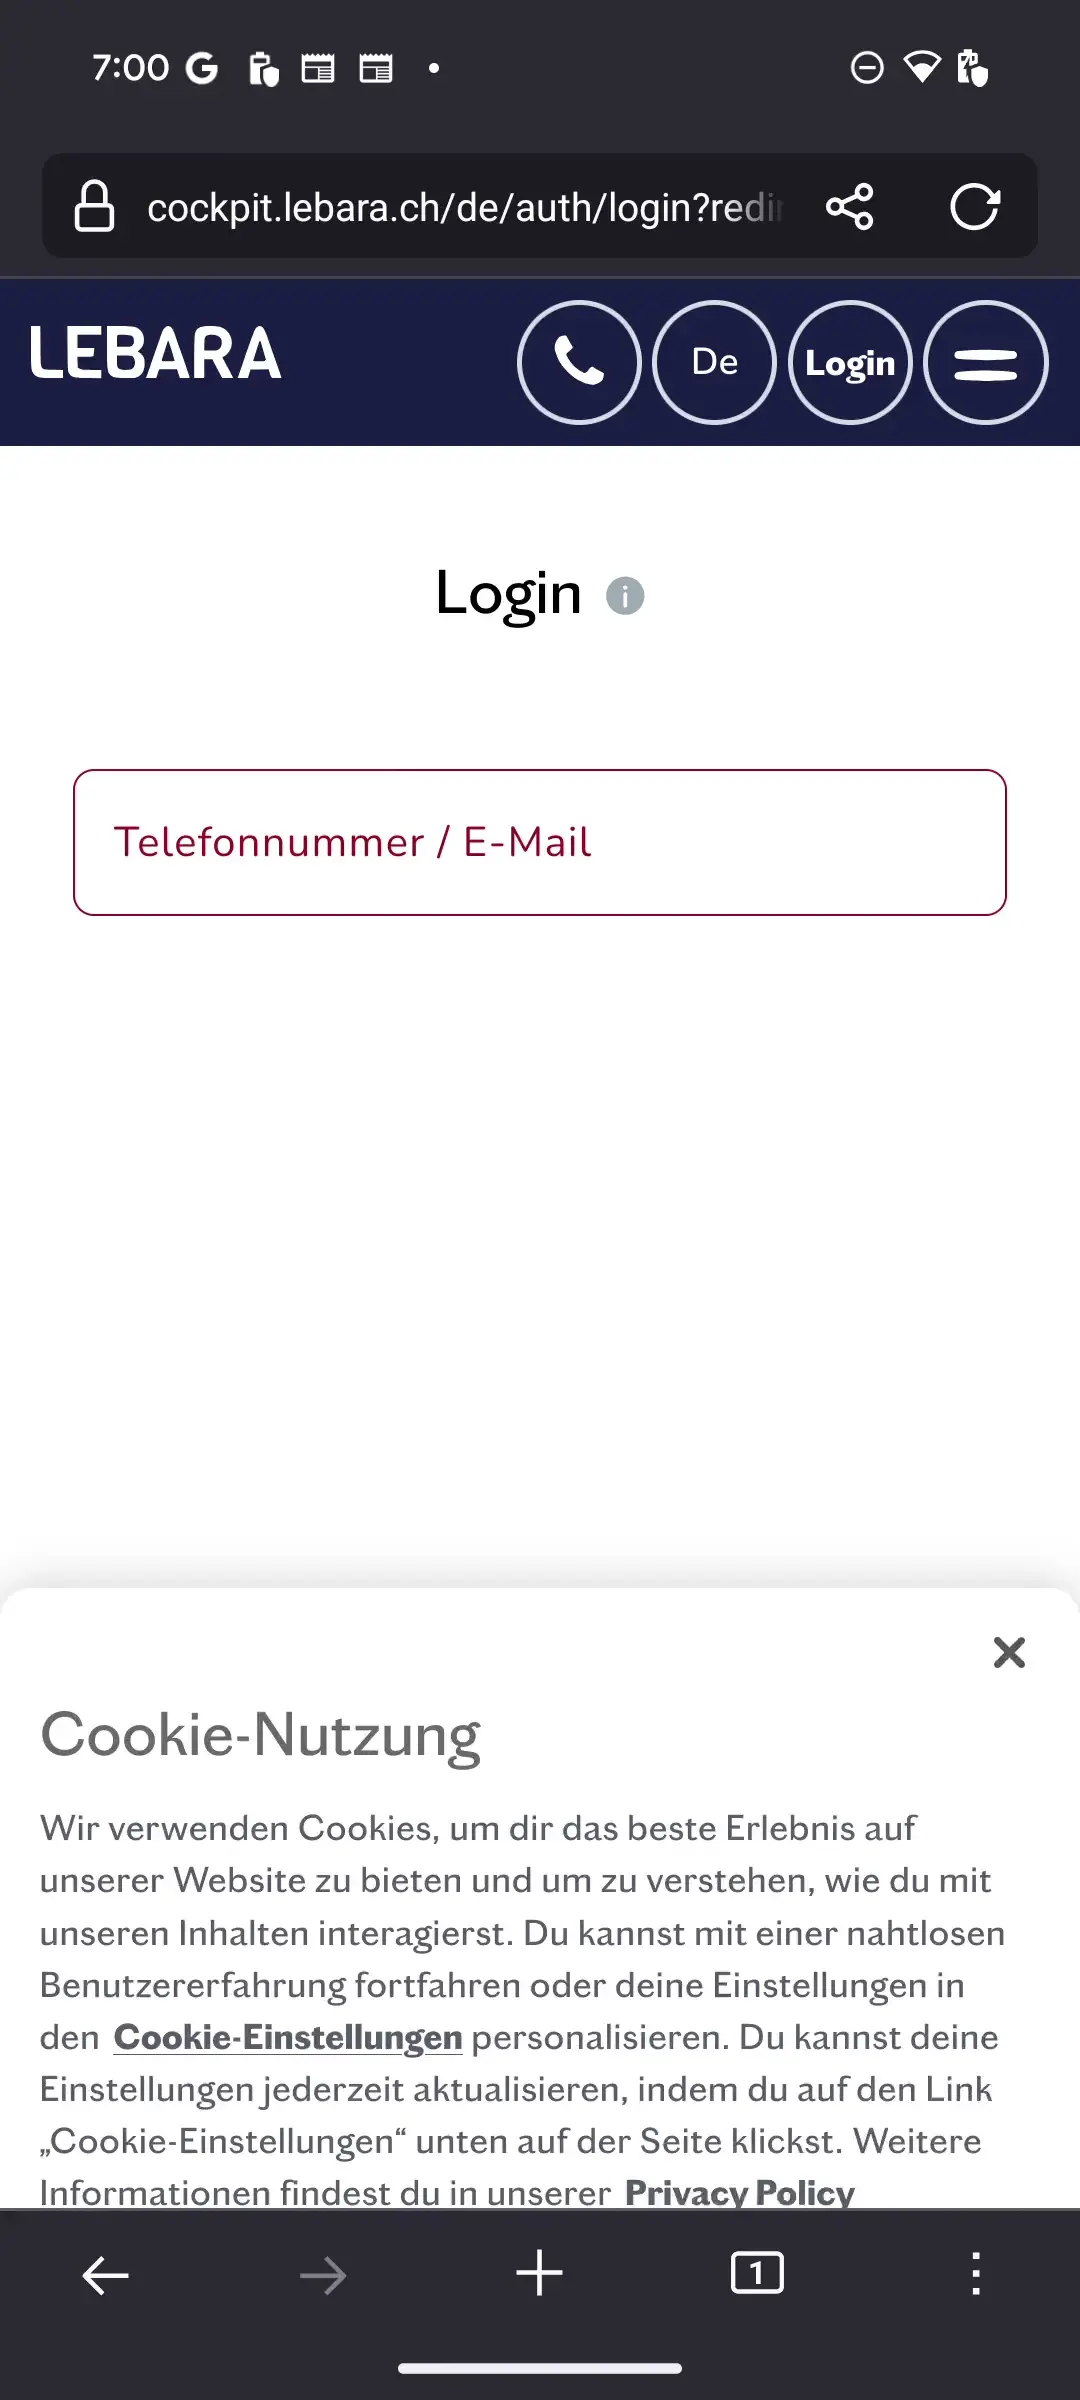 7:00
cockpit.lebara.ch/de/auth/login?redir
LEBARA
De
Login
Login
Telefonnummer / E-Mail
Cookie-Nutzung
Wir verwenden Cookies, um dir das beste Erlebnis auf
unserer Website zu bieten und um zu verstehen, wie du mit
unseren Inhalten interagierst. Du kannst mit einer nahtlosen
Benutzererfahrung fortfahren oder deine Einstellungen in
den Cookie-Einstellungen personalisieren. Du kannst deine
Einstellungen jederzeit aktualisieren, indem du auf den Link
„Cookie-Einstellungen“ unten auf der Seite klickst. Weitere
Informationen findest du in unserer Privacy Policy
1